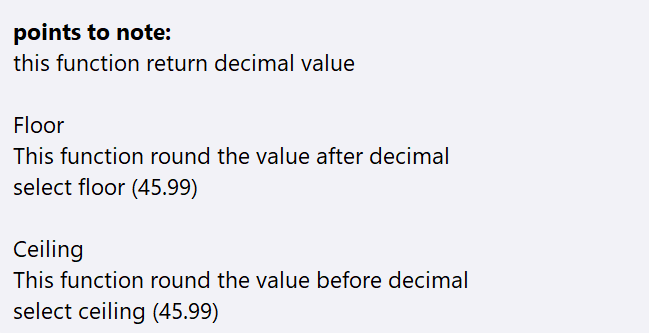 points to note:
this function return decimal value
Floor
This function round the value after decimal
select floor (45.99)
Ceiling
This function round the value before decimal
select ceiling (45.99)